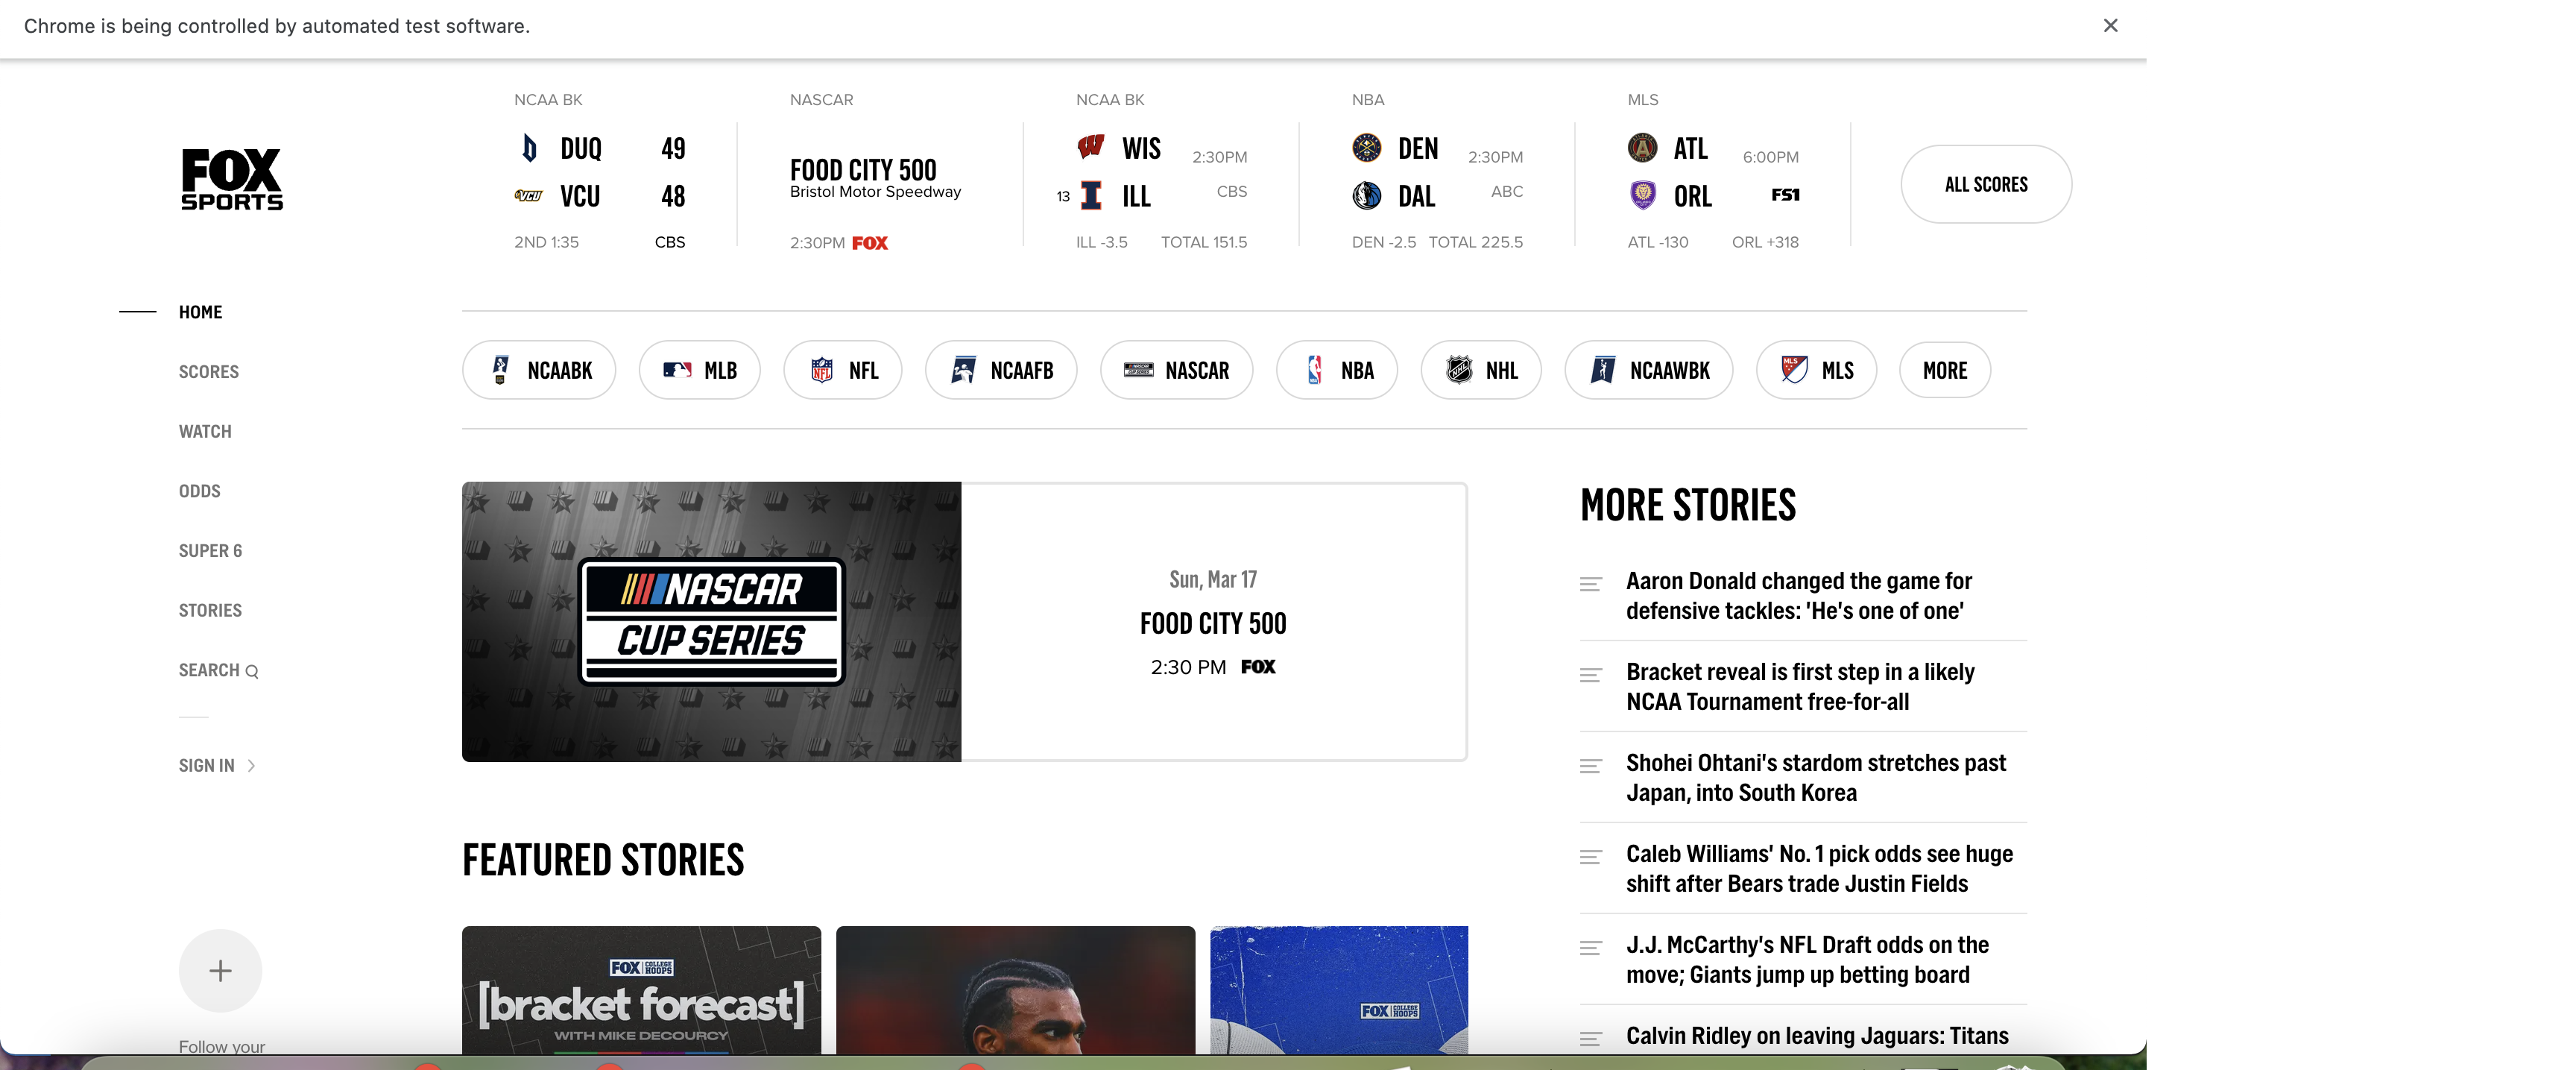 Chrome is being controlled by automated test software.
FOX
SPORTS
NCAA BK
DUQ 49
VCU 48
2ND 1:35 CBS
NASCAR
FOOD CITY 500
Bristol Motor Speedway
2:30PM FOX
NCAA BK
WIS 2:30PM
13 ILL CBS
ILL -3.5 TOTAL 151.5
NBA
DEN 2:30PM
DAL ABC
DEN -2.5 TOTAL 225.5
MLS
ATL 6:00PM
ORL FS1
ATL -130 ORL +318
ALL SCORES
HOME
SCORES
WATCH
ODDS
SUPER 6
STORIES
SEARCH
SIGN IN
Follow your
NCAABK MLB NFL NCAAFB NASCAR NBA NHL NCAAWBK MLS MORE
NASCAR
CUP SERIES
Sun, Mar 17
FOOD CITY 500
2:30 PM FOX
FEATURED STORIES
FOX COLLEGE HOOPS
[bracket forecast]
WITH MIKE DECOURCY
FOX COLLEGE HOOPS
MORE STORIES
Aaron Donald changed the game for
defensive tackles: 'He's one of one'
Bracket reveal is first step in a likely
NCAA Tournament free-for-all
Shohei Ohtani's stardom stretches past
Japan, into South Korea
Caleb Williams' No. 1 pick odds see huge
shift after Bears trade Justin Fields
J.J. McCarthy's NFL Draft odds on the
move; Giants jump up betting board
Calvin Ridley on leaving Jaguars: Titans